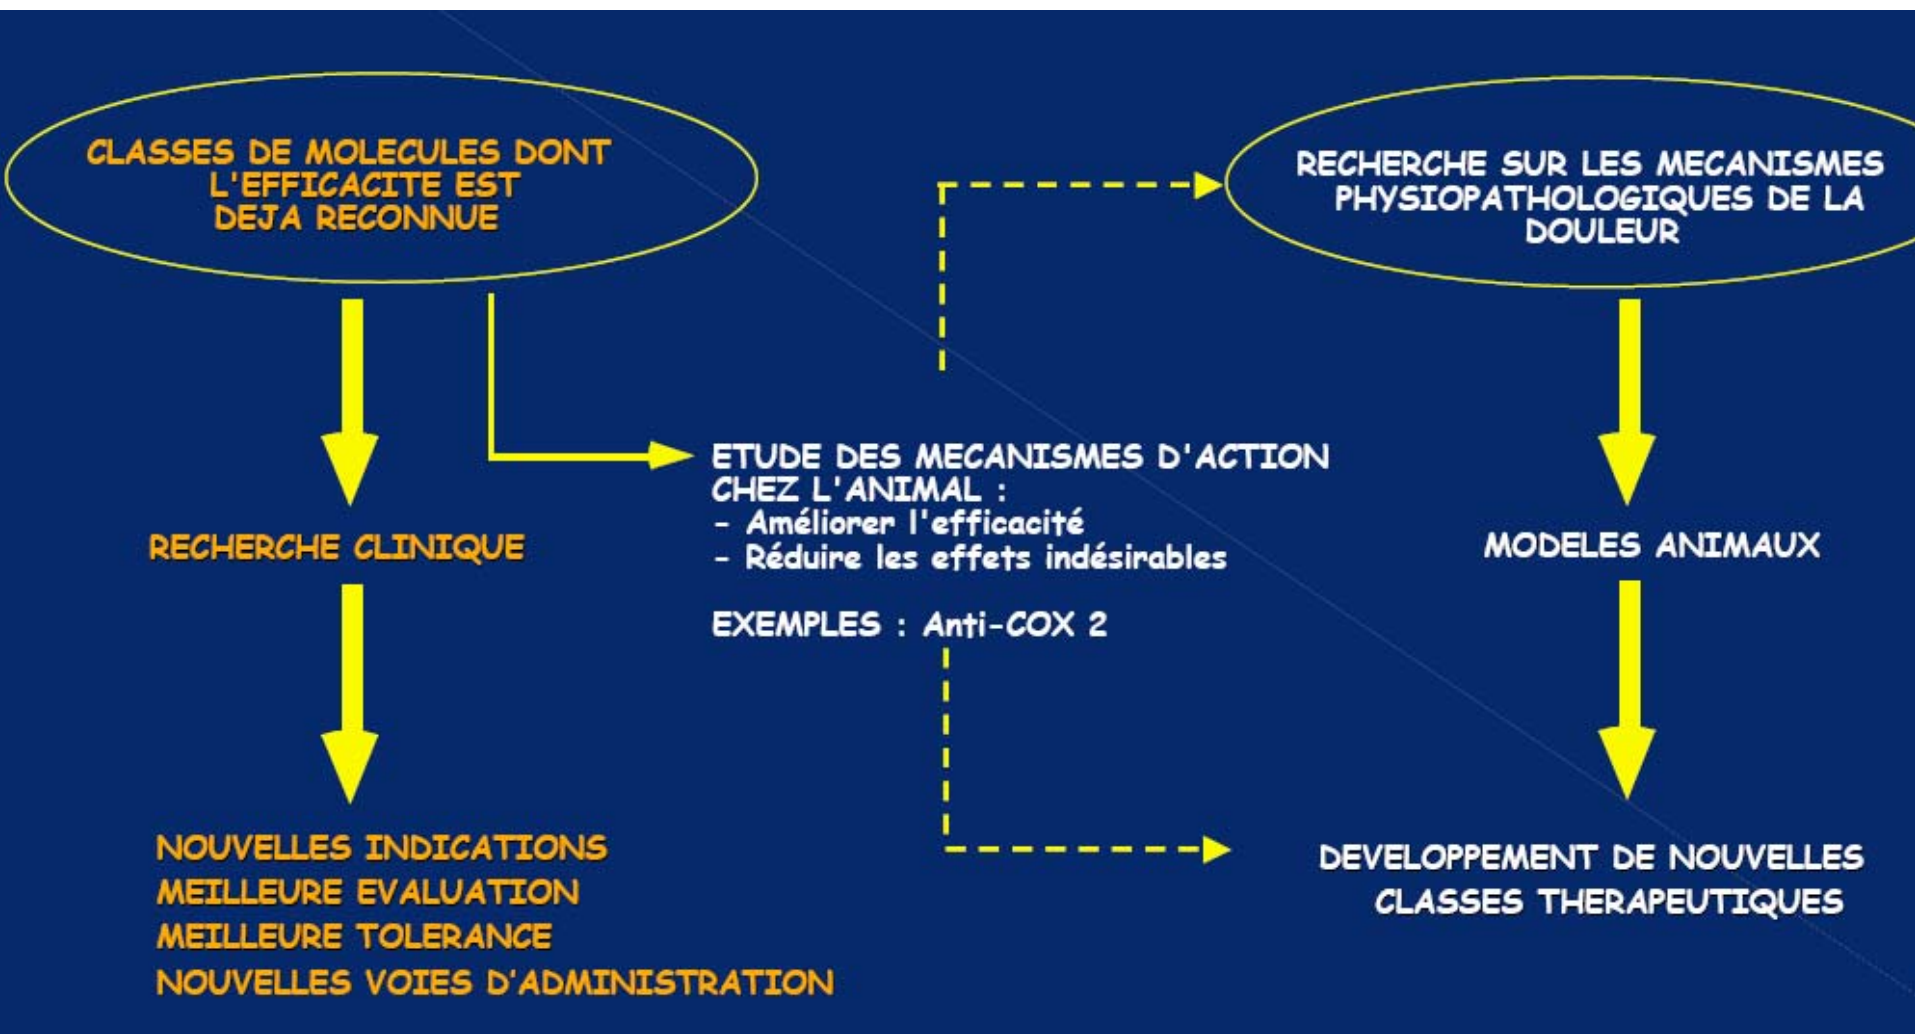 CLASSES DE MOLECULES DONT
L'EFFICACITE EST
DEJA RECONNUE
RECHERCHE SUR LES MECANISMES
PHYSIOPATHOLOGIQUES DE LA
DOULEUR
ETUDE DES MECANISMES D'ACTION
CHEZ L'ANIMAL :
- Améliorer l'efficacité
- Réduire les effets indésirables
EXEMPLES : Anti-COX 2
RECHERCHE CLINIQUE
MODELES ANIMAUX
NOUVELLES INDICATIONS
MEILLEURE EVALUATION
MEILLEURE TOLERANCE
NOUVELLES VOIES D'ADMINISTRATION
DEVELOPPEMENT DE NOUVELLES
CLASSES THERAPEUTIQUES